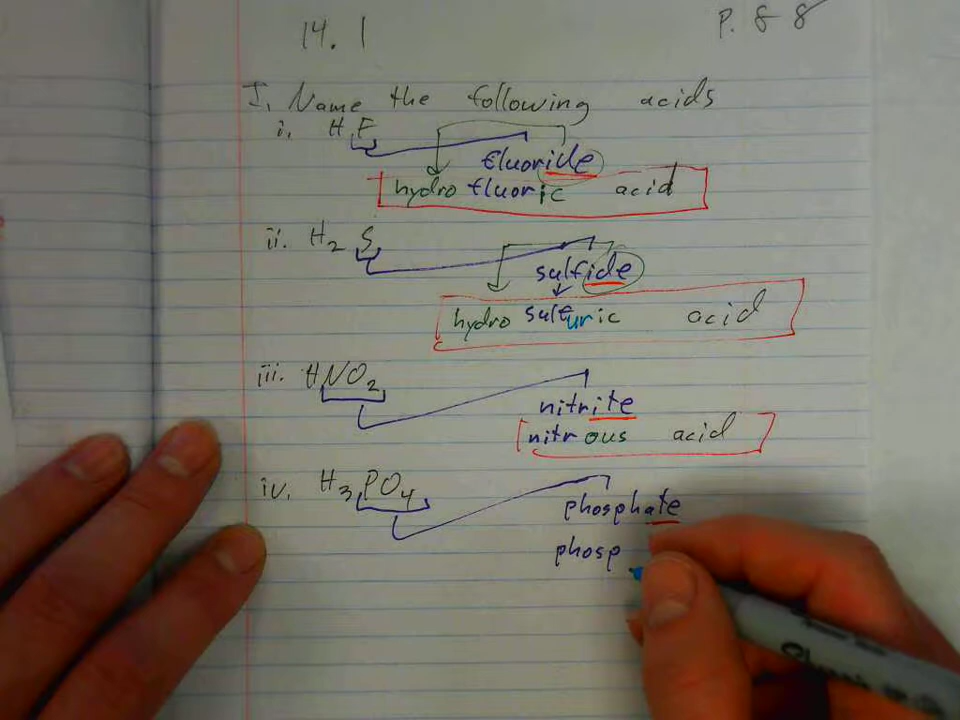 14.1 P. 88
I. Name the following acids
i. HF
fluoride
hydrofluoric acid
ii. H₂S
sulfide
hydrosulfuric acid
iii. HNO₂
nitrite
nitrous acid
iv. H₃PO₄
phosphate
phosp